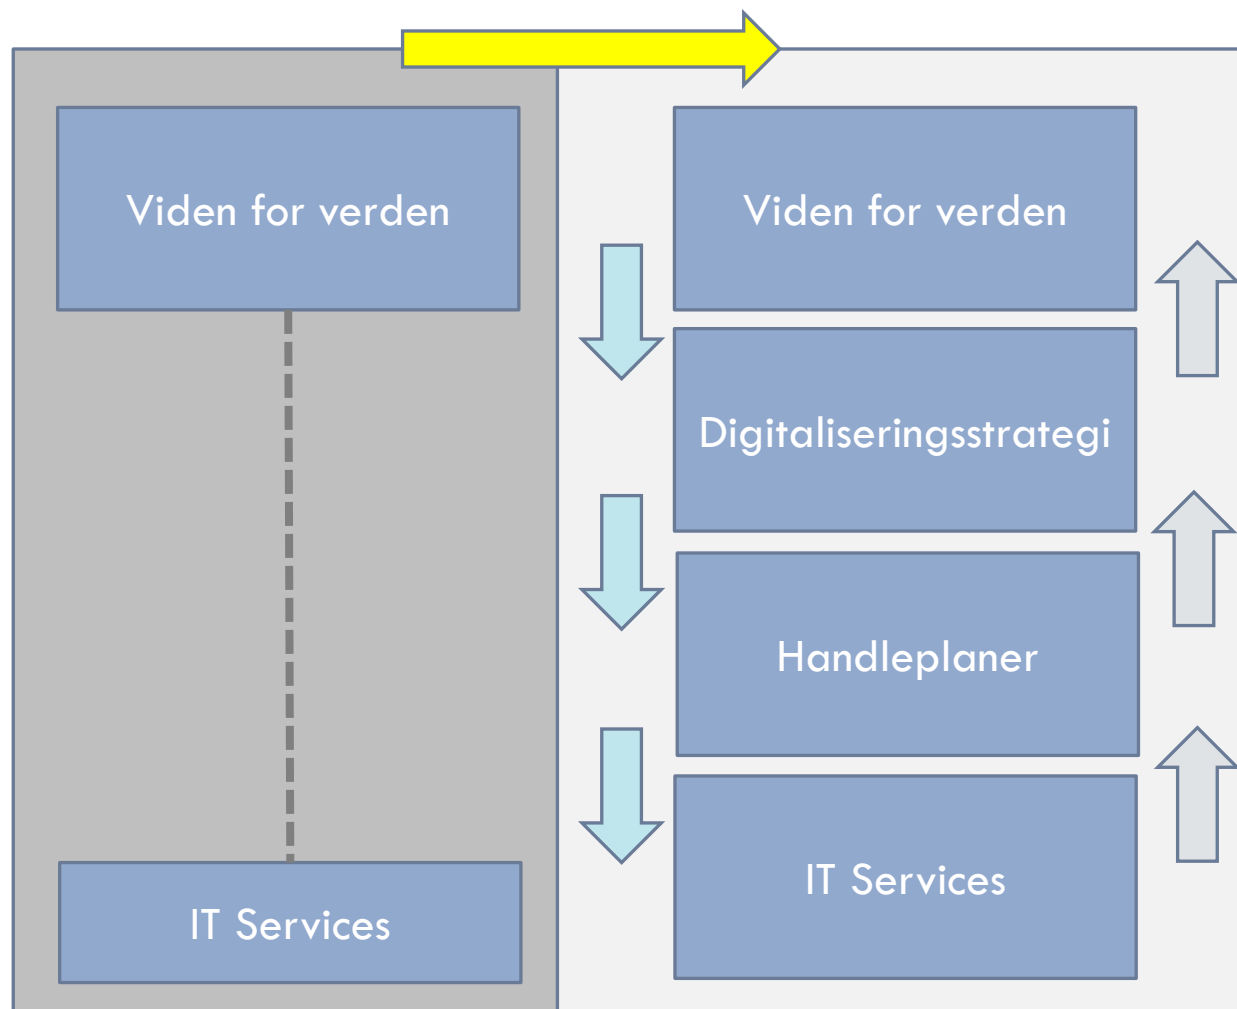 Viden for verden
IT Services
Viden for verden
Digitaliseringsstrategi
Handleplaner
IT Services